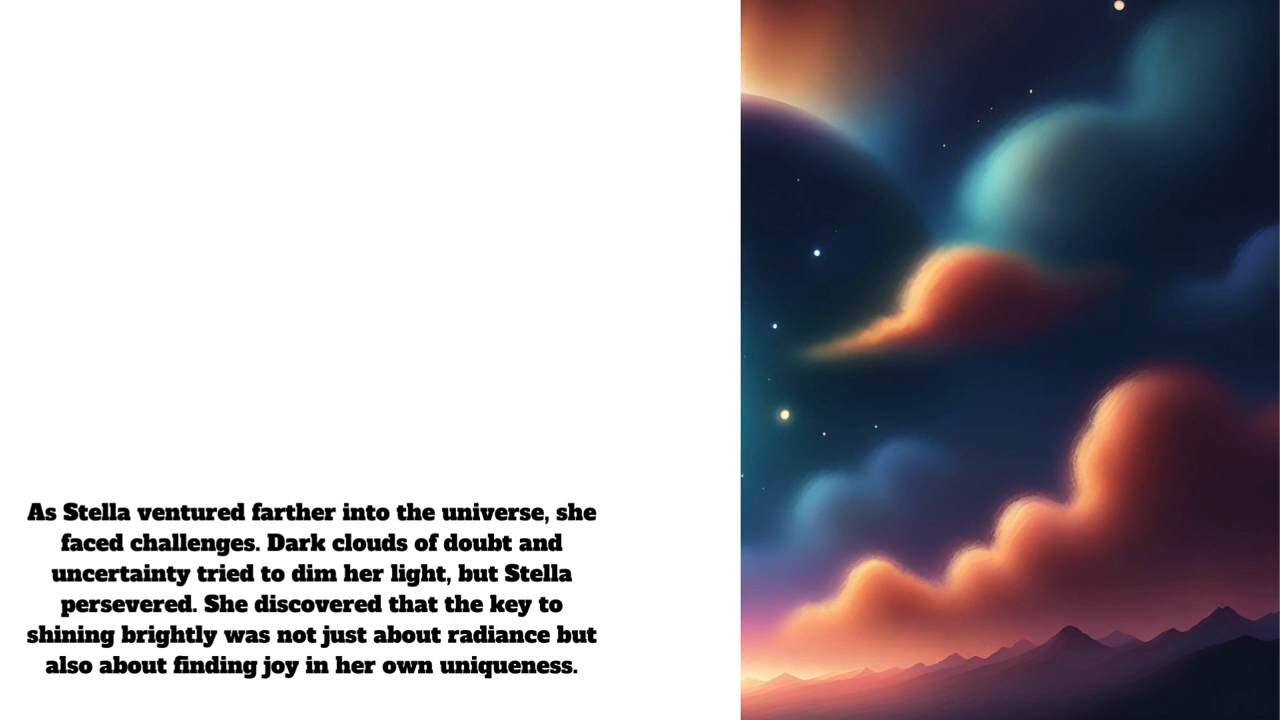 As Stella ventured farther into the universe, she
faced challenges. Dark clouds of doubt and
uncertainty tried to dim her light, but Stella
persevered. She discovered that the key to
shining brightly was not just about radiance but
also about finding joy in her own uniqueness.